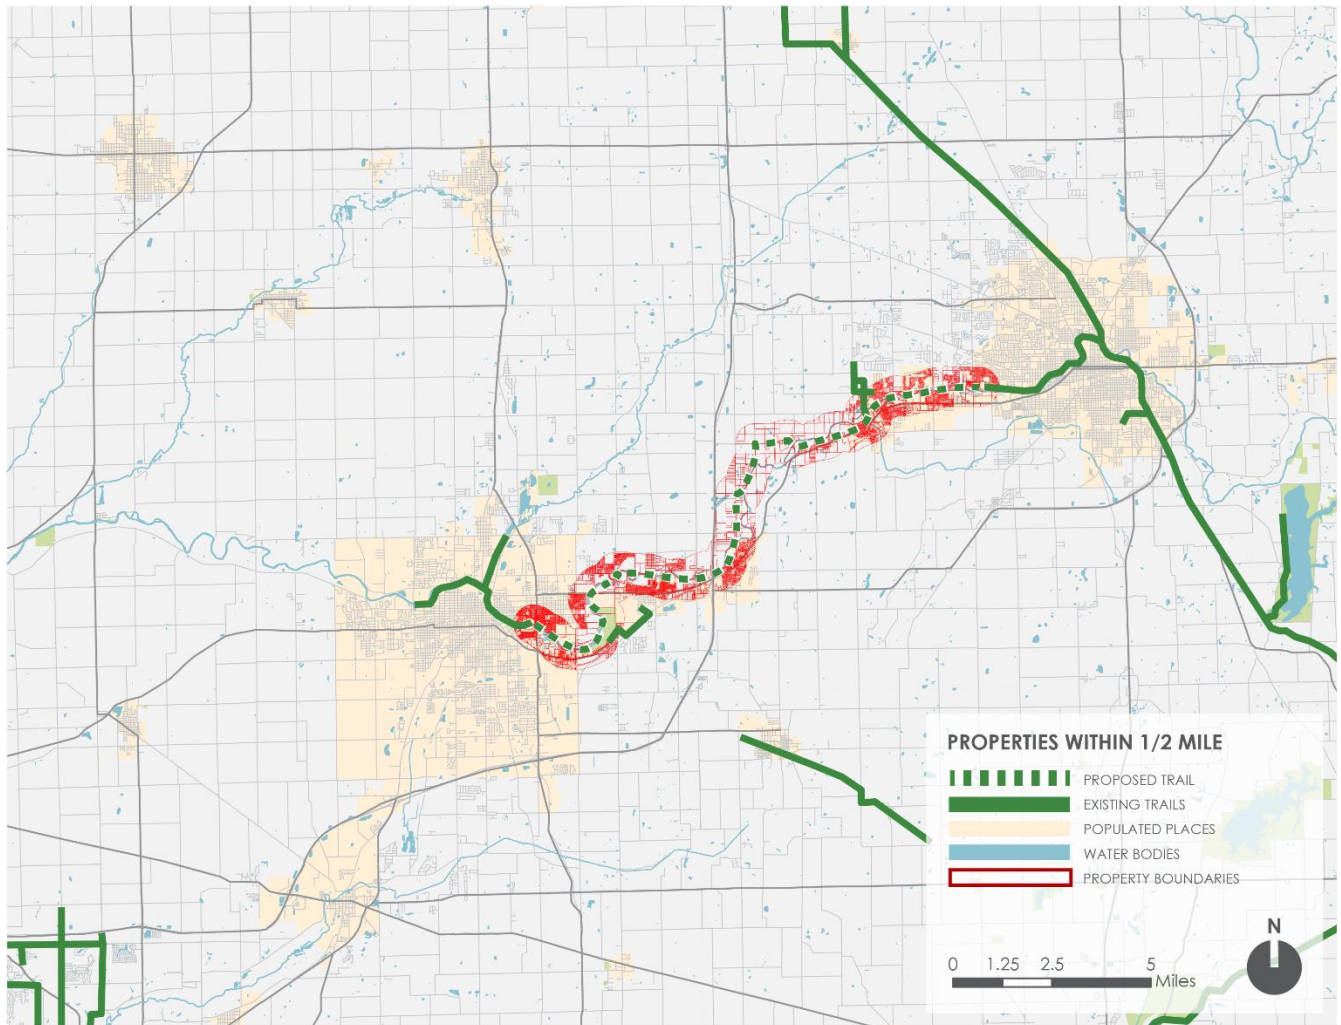 PROPERTIES WITHIN 1/2 MILE
PROPOSED TRAIL
EXISTING TRAILS
POPULATED PLACES
WATER BODIES
PROPERTY BOUNDARIES
N
0 1.25 2.5 5
Miles